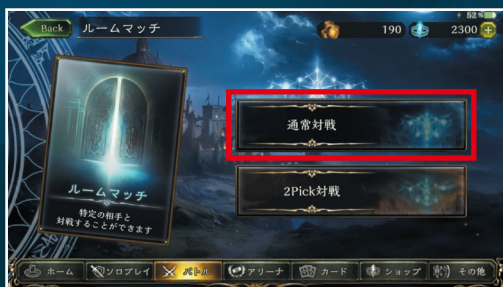 52%
Back ルームマッチ 190 2300
通常対戦
2Pick対戦
ルームマッチ
特定の相手と
対戦することができます
ホーム ソロプレイ バトル アリーナ カード ショップ その他